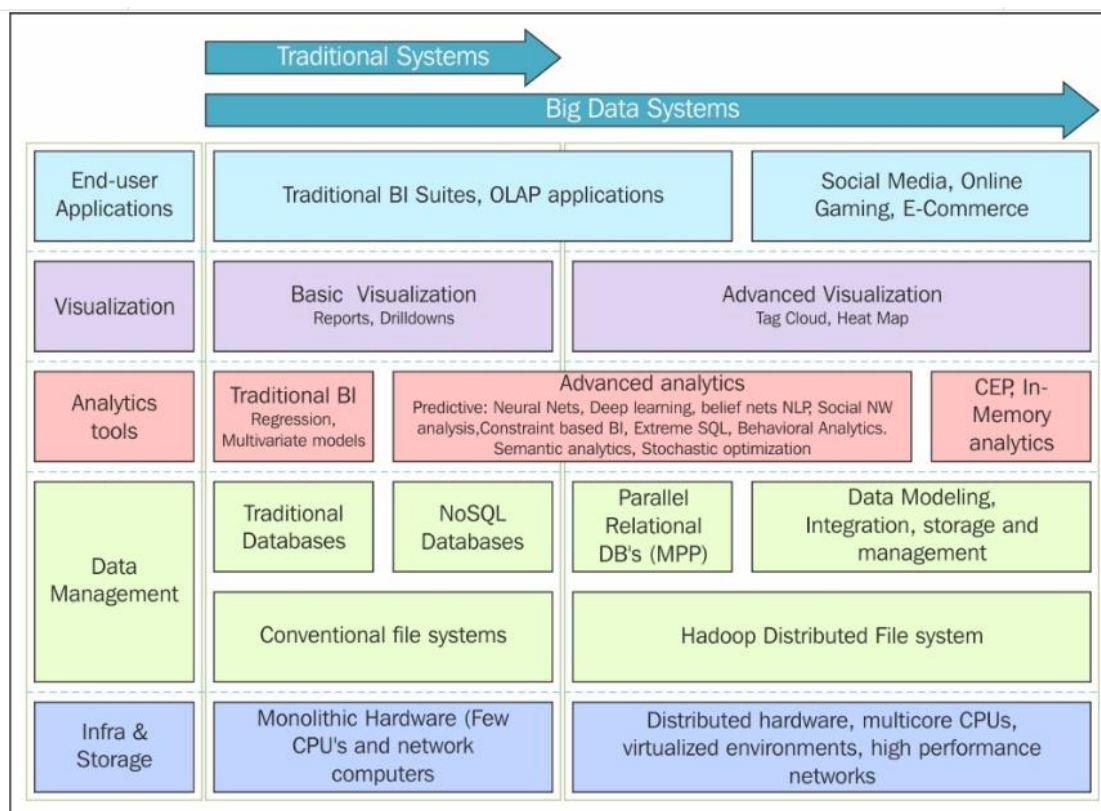 Traditional Systems
Big Data Systems
End-user
Applications
Traditional BI Suites, OLAP applications
Social Media, Online
Gaming, E-Commerce
Visualization
Basic Visualization
Reports, Drilldowns
Advanced Visualization
Tag Cloud, Heat Map
Analytics
tools
Traditional BI
Regression,
Multivariate models
Advanced analytics
Predictive: Neural Nets, Deep learning, belief nets NLP, Social NW
analysis,Constraint based BI, Extreme SQL, Behavioral Analytics.
Semantic analytics, Stochastic optimization
CEP, In-
Memory
analytics
Data
Management
Traditional
Databases
NoSQL
Databases
Parallel
Relational
DB's (MPP)
Data Modeling,
Integration, storage and
management
Conventional file systems
Hadoop Distributed File system
Infra &
Storage
Monolithic Hardware (Few
CPU's and network
computers
Distributed hardware, multicore CPUs,
virtualized environments, high performance
networks